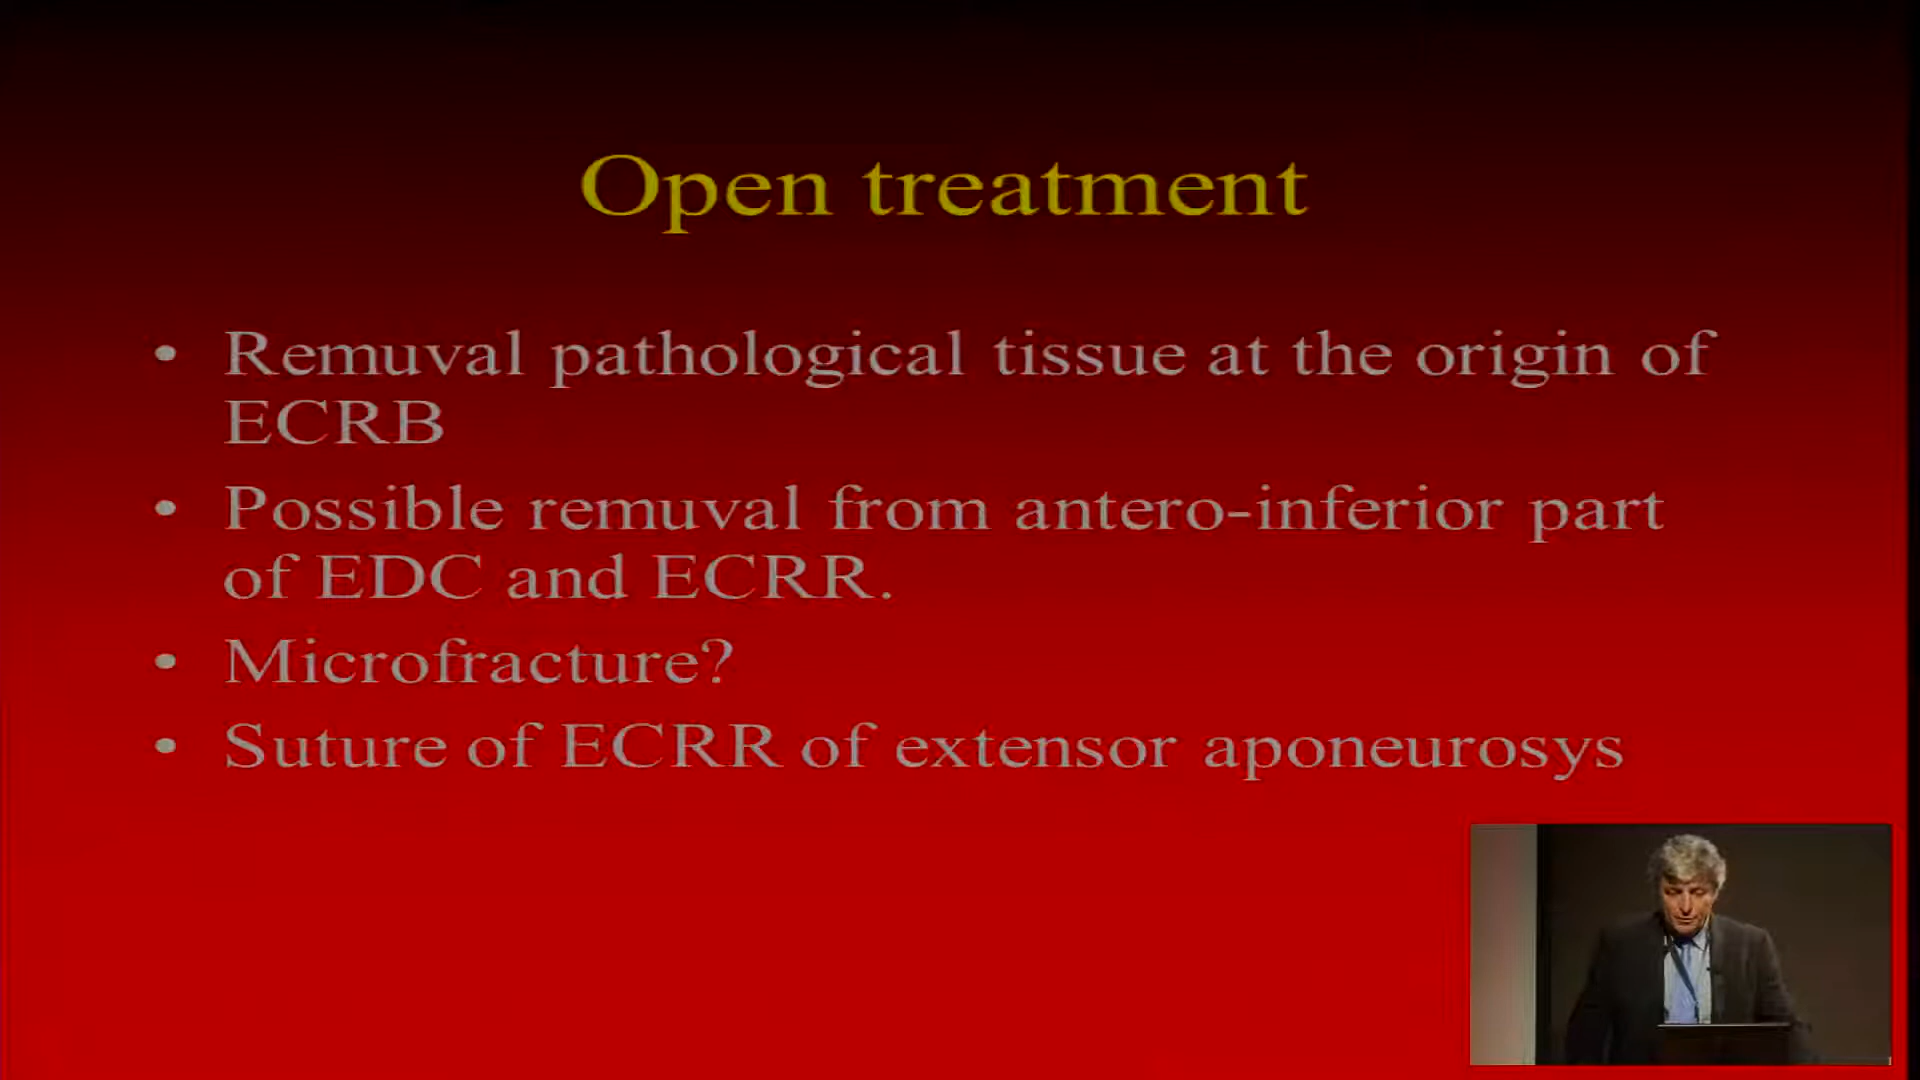 Open treatment
• Remuval pathological tissue at the origin of
ECRB
• Possible remuval from antero-inferior part
of EDC and ECRR.
• Microfracture?
• Suture of ECRR of extensor aponeurosys